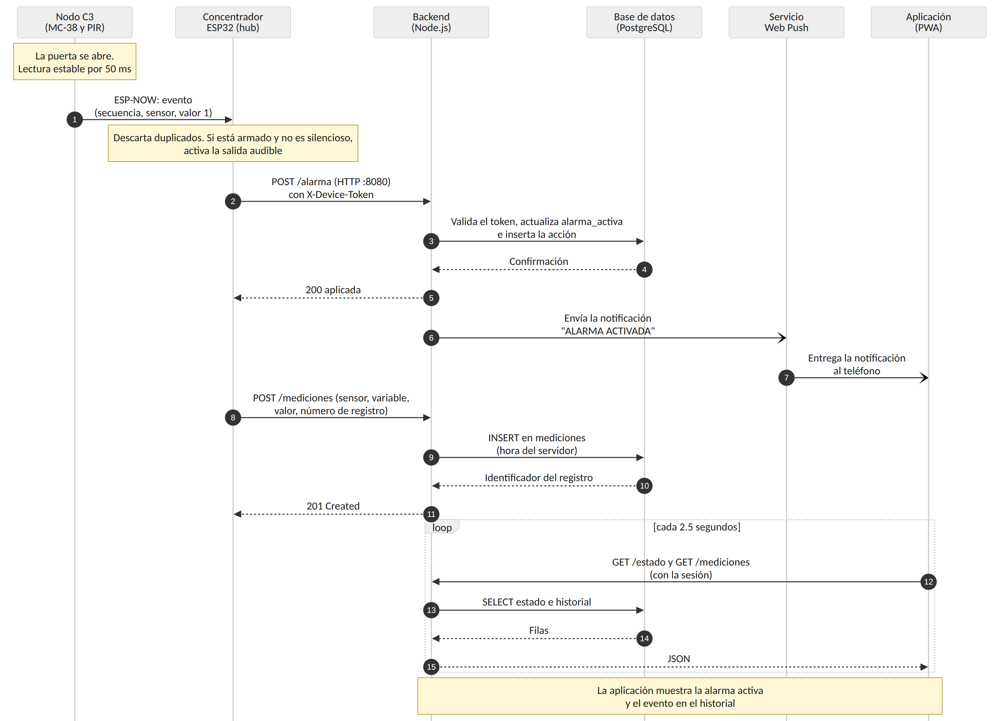 Nodo C3
(MC-38 y PIR)
Concentrador
ESP32 (hub)
Backend
(Node.js)
Base de datos
(PostgreSQL)
Servicio
Web Push
Aplicación
(PWA)
La puerta se abre.
Lectura estable por 50 ms
ESP-NOW: evento
(secuencia, sensor, valor 1)
1
Descarta duplicados. Si está armado y no es silencioso,
activa la salida audible
POST /alarma (HTTP :8080)
con X-Device-Token
2
Valida el token, actualiza alarma_activa
e inserta la acción
3
Confirmación
4
200 aplicada
5
Envía la notificación
"ALARMA ACTIVADA"
6
Entrega la notificación
al teléfono
7
POST /mediciones (sensor, variable,
valor, número de registro)
8
INSERT en mediciones
(hora del servidor)
9
Identificador del registro
10
201 Created
11
loop
[cada 2.5 segundos]
GET /estado y GET /mediciones
(con la sesión)
12
SELECT estado e historial
13
Filas
14
JSON
15
La aplicación muestra la alarma activa
y el evento en el historial